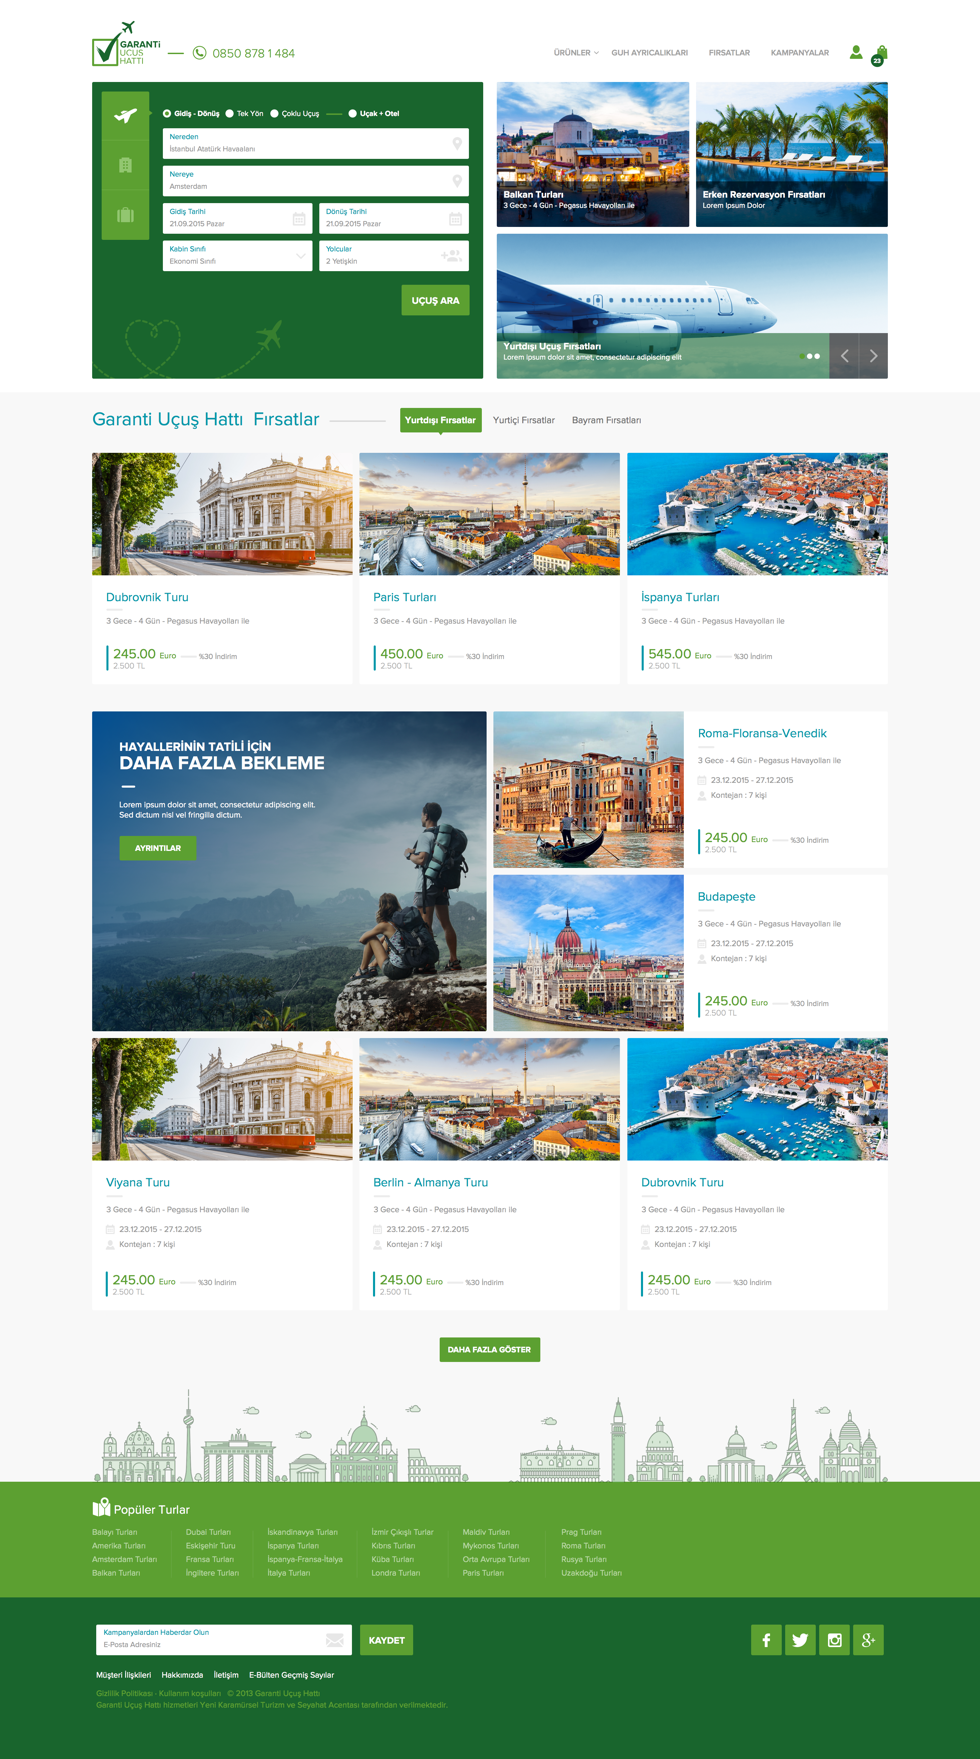 GARANTİ
UÇUŞ
HATTI
0850 878 1 484
ÜRÜNLER
GUH AYRICALIKLARI
FIRSATLAR
KAMPANYALAR
23
Gidiş - Dönüş
Tek Yön
Çoklu Uçuş
Uçak + Otel
Nereden
İstanbul Atatürk Havaalanı
Nereye
Amsterdam
Gidiş Tarihi
21.09.2015 Pazar
Dönüş Tarihi
21.09.2015 Pazar
Kabin Sınıfı
Ekonomi Sınıfı
Yolcular
2 Yetişkin
UÇUŞ ARA
Balkan Turları
3 Gece - 4 Gün - Pegasus Havayolları ile
Erken Rezervasyon Fırsatları
Lorem Ipsum Dolor
Yurtdışı Uçuş Fırsatları
Lorem ipsum dolor sit amet, consectetur adipiscing elit
Garanti Uçuş Hattı Fırsatlar
Yurtdışı Fırsatlar
Yurtiçi Fırsatlar
Bayram Fırsatları
Dubrovnik Turu
3 Gece - 4 Gün - Pegasus Havayolları ile
245.00 Euro
%30 İndirim
2.500 TL
Paris Turları
3 Gece - 4 Gün - Pegasus Havayolları ile
450.00 Euro
%30 İndirim
2.500 TL
İspanya Turları
3 Gece - 4 Gün - Pegasus Havayolları ile
545.00 Euro
%30 İndirim
2.500 TL
HAYALLERİNİN TATİLİ İÇİN
DAHA FAZLA BEKLEME
Lorem ipsum dolor sit amet, consectetur adipiscing elit.
Sed dictum nisl vel fringilla dictum.
AYRINTILAR
Roma-Floransa-Venedik
3 Gece - 4 Gün - Pegasus Havayolları ile
23.12.2015 - 27.12.2015
Kontejan : 7 kişi
245.00 Euro
%30 İndirim
2.500 TL
Budapeşte
3 Gece - 4 Gün - Pegasus Havayolları ile
23.12.2015 - 27.12.2015
Kontejan : 7 kişi
245.00 Euro
%30 İndirim
2.500 TL
Viyana Turu
3 Gece - 4 Gün - Pegasus Havayolları ile
23.12.2015 - 27.12.2015
Kontejan : 7 kişi
245.00 Euro
%30 İndirim
2.500 TL
Berlin - Almanya Turu
3 Gece - 4 Gün - Pegasus Havayolları ile
23.12.2015 - 27.12.2015
Kontejan : 7 kişi
245.00 Euro
%30 İndirim
2.500 TL
Dubrovnik Turu
3 Gece - 4 Gün - Pegasus Havayolları ile
23.12.2015 - 27.12.2015
Kontejan : 7 kişi
245.00 Euro
%30 İndirim
2.500 TL
DAHA FAZLA GÖSTER
Popüler Turlar
Balayı Turları
Amerika Turları
Amsterdam Turları
Balkan Turları
Dubai Turları
Eskişehir Turu
Fransa Turları
İngiltere Turları
İskandinavya Turları
İspanya Turları
İspanya-Fransa-İtalya
İtalya Turları
İzmir Çıkışlı Turlar
Kıbrıs Turları
Küba Turları
Londra Turları
Maldiv Turları
Mykonos Turları
Orta Avrupa Turları
Paris Turları
Prag Turları
Roma Turları
Rusya Turları
Uzakdoğu Turları
Kampanyalardan Haberdar Olun
E-Posta Adresiniz
KAYDET
Müşteri İlişkileri
Hakkımızda
İletişim
E-Bülten Geçmiş Sayılar
Gizlilik Politikası - Kullanım koşulları © 2013 Garanti Uçuş Hattı
Garanti Uçuş Hattı hizmetleri Yeni Karamürsel Turizm ve Seyahat Acentası tarafından verilmektedir.